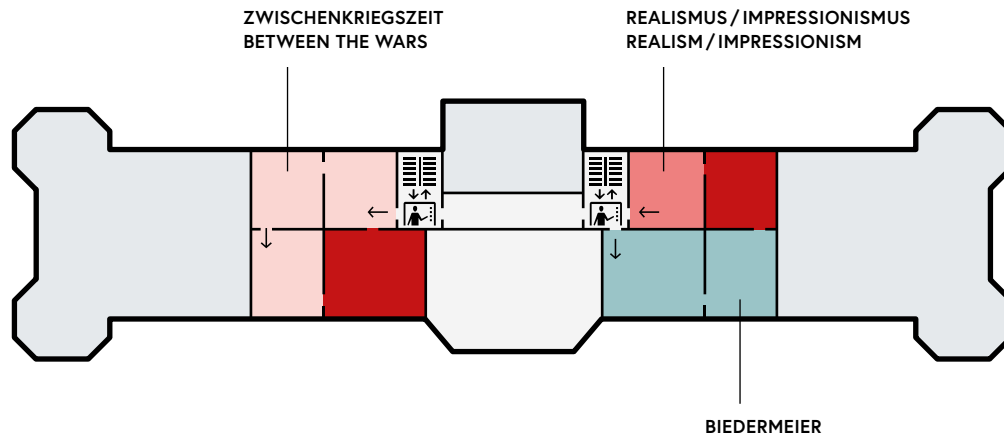 ZWISCHENKRIEGSZEIT
BETWEEN THE WARS
REALISMUS / IMPRESSIONISMUS
REALISM / IMPRESSIONISM
BIEDERMEIER